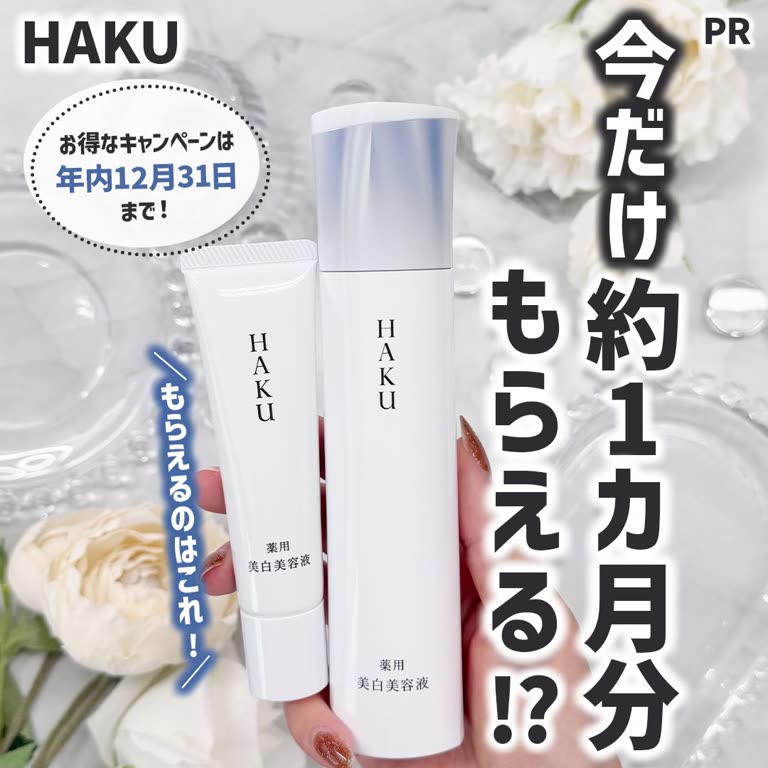 HAKU
PR
お得なキャンペーンは
年内12月31日
まで！
今だけ約1カ月分
もらえる⁉
もらえるのはこれ！
HAKU
薬用
美白美容液
HAKU
薬用
美白美容液